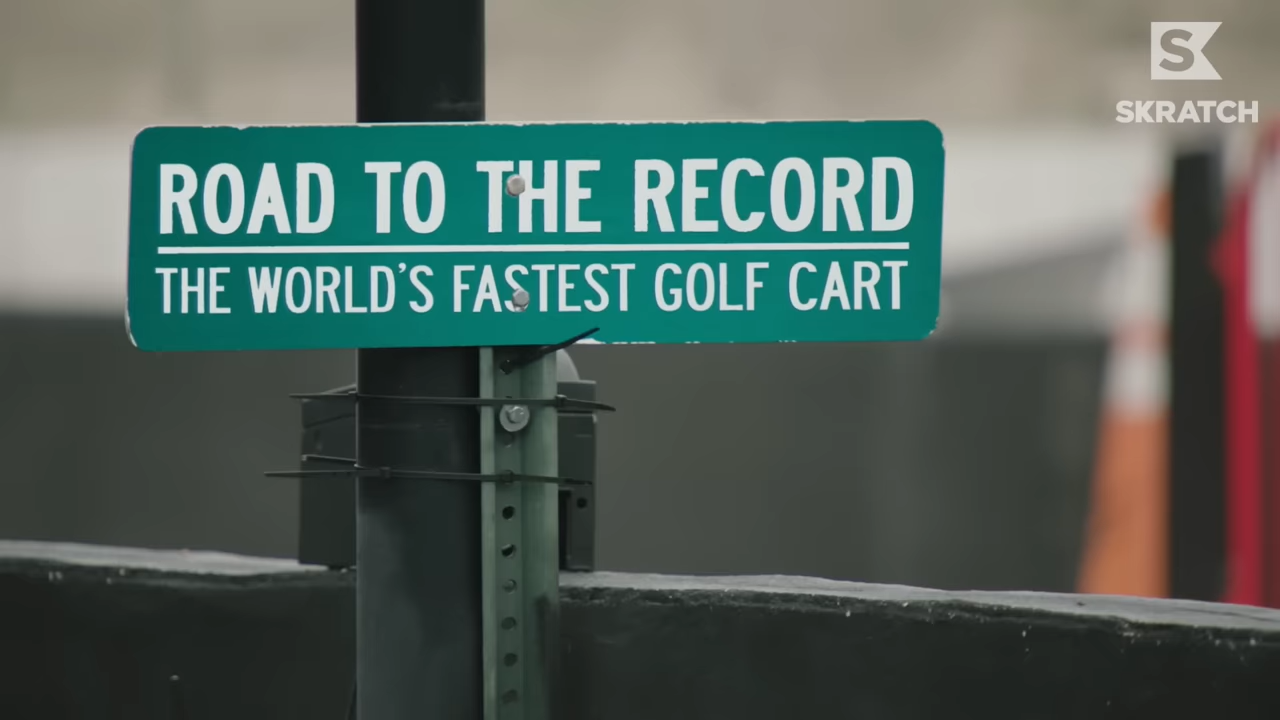 ROAD TO THE RECORD
THE WORLD'S FASTEST GOLF CART
S
SKRATCH